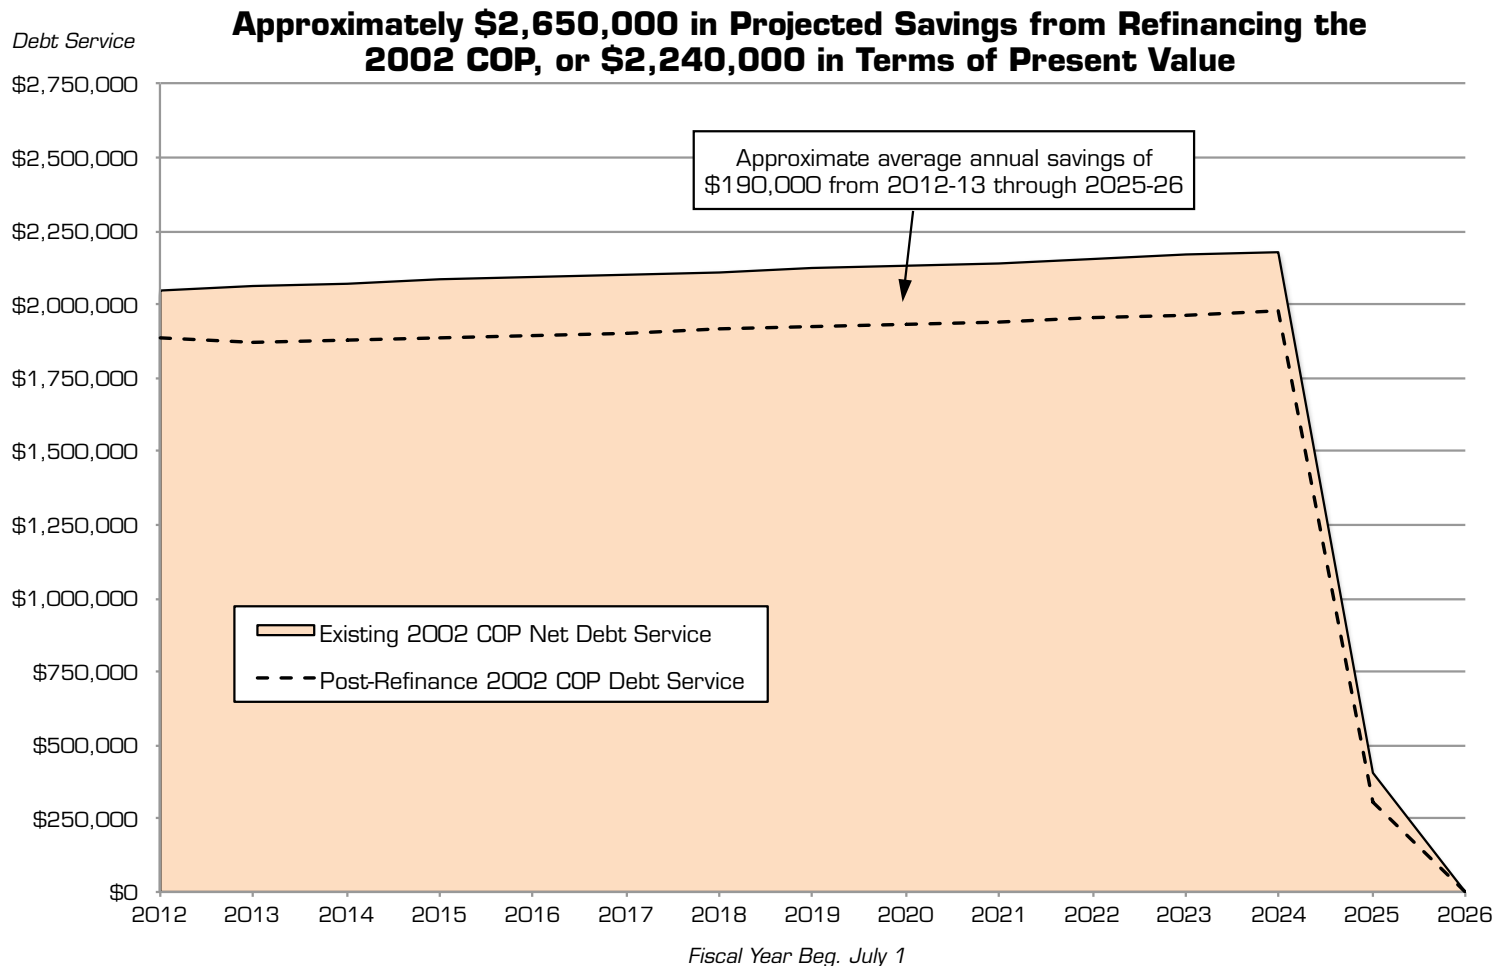 Approximately $2,650,000 in Projected Savings from Refinancing the
2002 COP, or $2,240,000 in Terms of Present Value
Debt Service
$2,750,000
$2,500,000
$2,250,000
$2,000,000
$1,750,000
$1,500,000
$1,250,000
$1,000,000
$750,000
$500,000
$250,000
$0
Approximate average annual savings of
$190,000 from 2012-13 through 2025-26
Existing 2002 COP Net Debt Service
Post-Refinance 2002 COP Debt Service
2012 2013 2014 2015 2016 2017 2018 2019 2020 2021 2022 2023 2024 2025 2026
Fiscal Year Beg. July 1